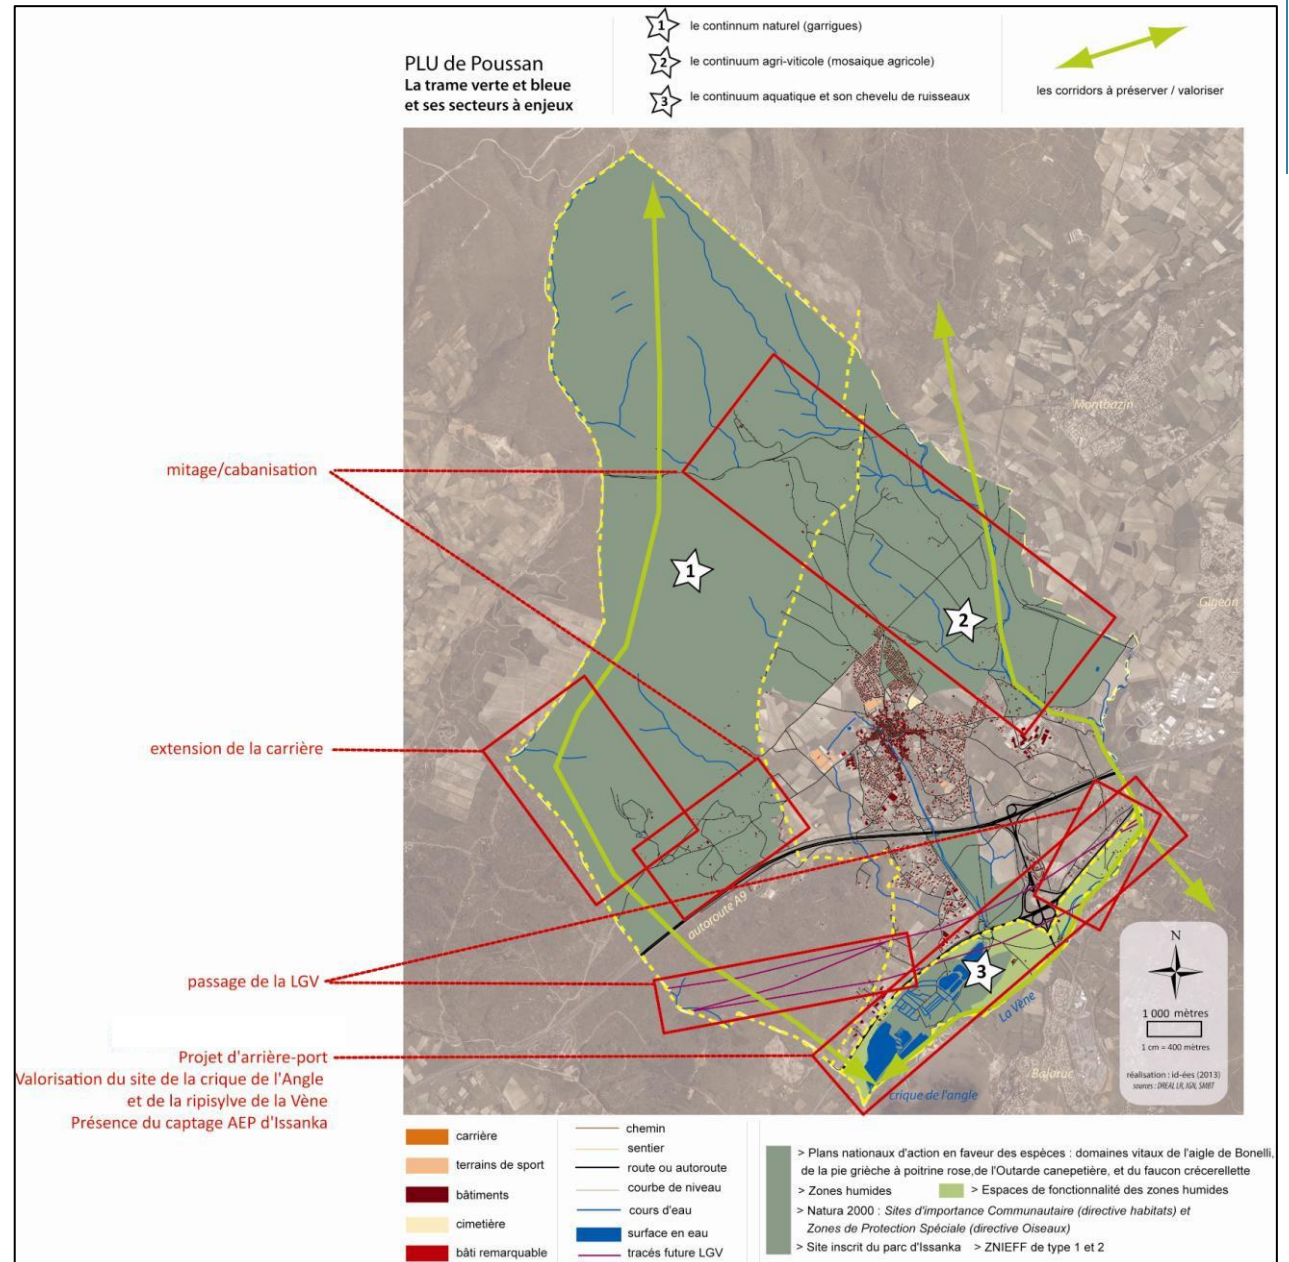 PLU de Poussan
La trame verte et bleue
et ses secteurs à enjeux
1 le continnum naturel (garrigues)
2 le continuum agri-viticole (mosaique agricole)
3 le continuum aquatique et son chevelu de ruisseaux
les corridors à préserver / valoriser
Montbazin
mitage/cabanisation
1
Gigean
2
extension de la carrière
autoroute A9
passage de la LGV
3
La Vène
N
1 000 mètres
1 cm = 400 mètres
réalisation : id-ées (2013)
sources : DREAL LR, IGN, SMBT
Projet d'arrière-port
Valorisation du site de la crique de l'Angle
et de la ripisylve de la Vène
Présence du captage AEP d'Issanka
Balaruc
crique de l'angle
carrière
terrains de sport
bâtiments
cimetière
bâti remarquable
chemin
sentier
route ou autoroute
courbe de niveau
cours d'eau
surface en eau
tracés future LGV
> Plans nationaux d'action en faveur des espèces : domaines vitaux de l'aigle de Bonelli,
de la pie grièche à poitrine rose,de l'Outarde canepetière, et du faucon crécerellette
> Zones humides > Espaces de fonctionnalité des zones humides
> Natura 2000 : Sites d'importance Communautaire (directive habitats) et
Zones de Protection Spéciale (directive Oiseaux)
> Site inscrit du parc d'Issanka > ZNIEFF de type 1 et 2